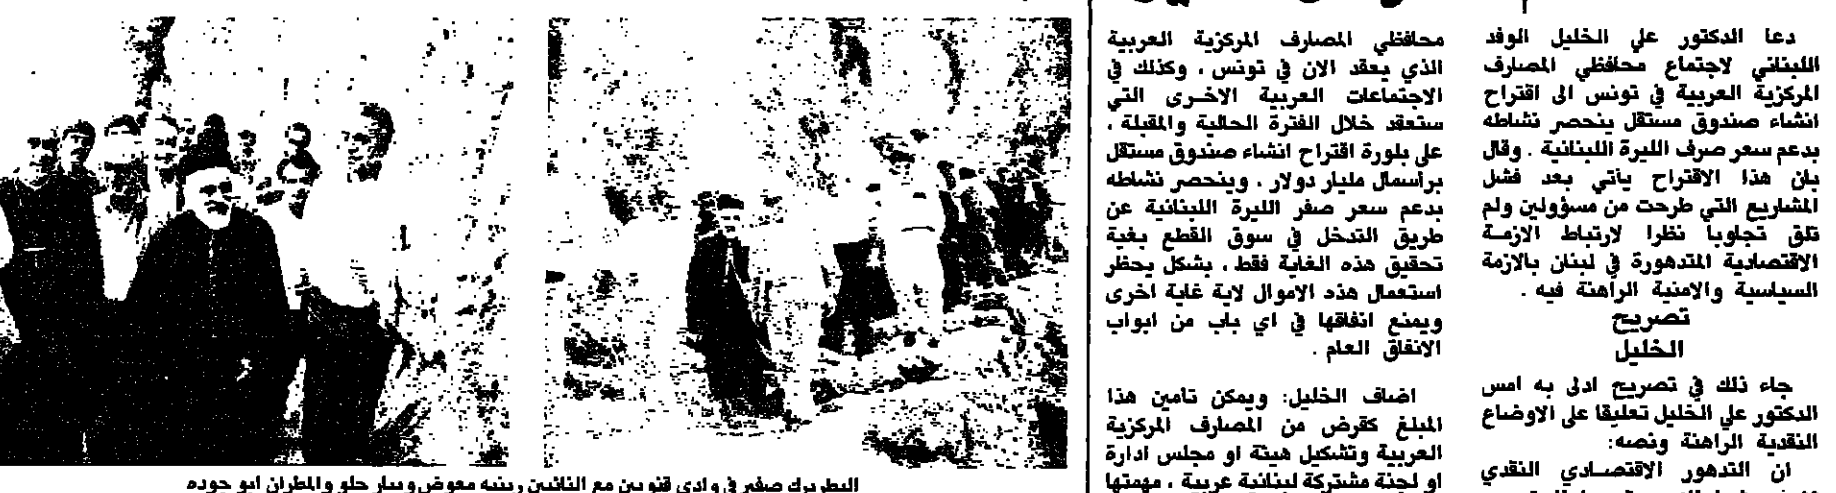 دعا الدكتور علي الخليل الوفد
اللبناني لاجتماع محافظي المصارف
المركزية العربية في تونس الى اقتراح
انشاء صندوق مستقل ينحصر نشاطه
بدعم سعر صرف الليرة اللبنانية . وقال
بان هذا الاقتراح يأتي بعد فشل
المشاريع التي طرحت من مسؤولين ولم
تلق تجاوبا نظرا لارتباط الازمة
الاقتصادية المتدهورة في لبنان بالازمة
السياسية والامنية الراهنة فيه .
تصريح
الخليل
جاء ذلك في تصريح ادلى به امس
الدكتور علي الخليل تعليقا على الاوضاع
النقدية الراهنة ونصه:
ان التدهور الاقتصادي النقدي
محافظي المصارف المركزية العربية
الذي يعقد الان في تونس ، وكذلك في
الاجتماعات العربية الاخرى التي
ستعقد خلال الفترة الحالية والمقبلة ،
على بلورة اقتراح انشاء صندوق مستقل
برأسمال مليار دولار ، وينحصر نشاطه
بدعم سعر صفر الليرة اللبنانية عن
طريق التدخل في سوق القطع بغية
تحقيق هذه الغاية فقط ، بشكل يحظر
استعمال هذه الاموال لاية غاية اخرى
ويمنع انفاقها في اي باب من ابواب
الانفاق العام .
اضاف الخليل: ويمكن تأمين هذا
المبلغ كقرض من المصارف المركزية
العربية وتشكيل هيئة او مجلس ادارة
او لجنة مشتركة لبنانية عربية ، مهمتها
البطريرك صفير في وادي قنوبين مع النائبين رينيه معوض وبيار حلو والمطران ابو جوده